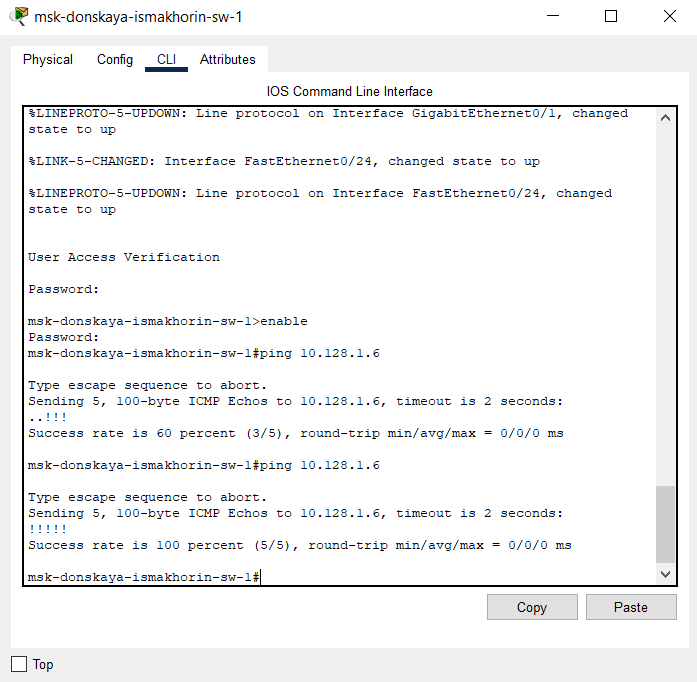 msk-donskaya-ismakhorin-sw-1
Physical Config CLI Attributes
IOS Command Line Interface
%LINEPROTO-5-UPDOWN: Line protocol on Interface GigabitEthernet0/1, changed
state to up
%LINK-5-CHANGED: Interface FastEthernet0/24, changed state to up
%LINEPROTO-5-UPDOWN: Line protocol on Interface FastEthernet0/24, changed
state to up
User Access Verification
Password:
msk-donskaya-ismakhorin-sw-1>enable
Password:
msk-donskaya-ismakhorin-sw-1#ping 10.128.1.6
Type escape sequence to abort.
Sending 5, 100-byte ICMP Echos to 10.128.1.6, timeout is 2 seconds:
..!!!
Success rate is 60 percent (3/5), round-trip min/avg/max = 0/0/0 ms
msk-donskaya-ismakhorin-sw-1#ping 10.128.1.6
Type escape sequence to abort.
Sending 5, 100-byte ICMP Echos to 10.128.1.6, timeout is 2 seconds:
!!!!!
Success rate is 100 percent (5/5), round-trip min/avg/max = 0/0/0 ms
msk-donskaya-ismakhorin-sw-1#
Copy Paste
Top